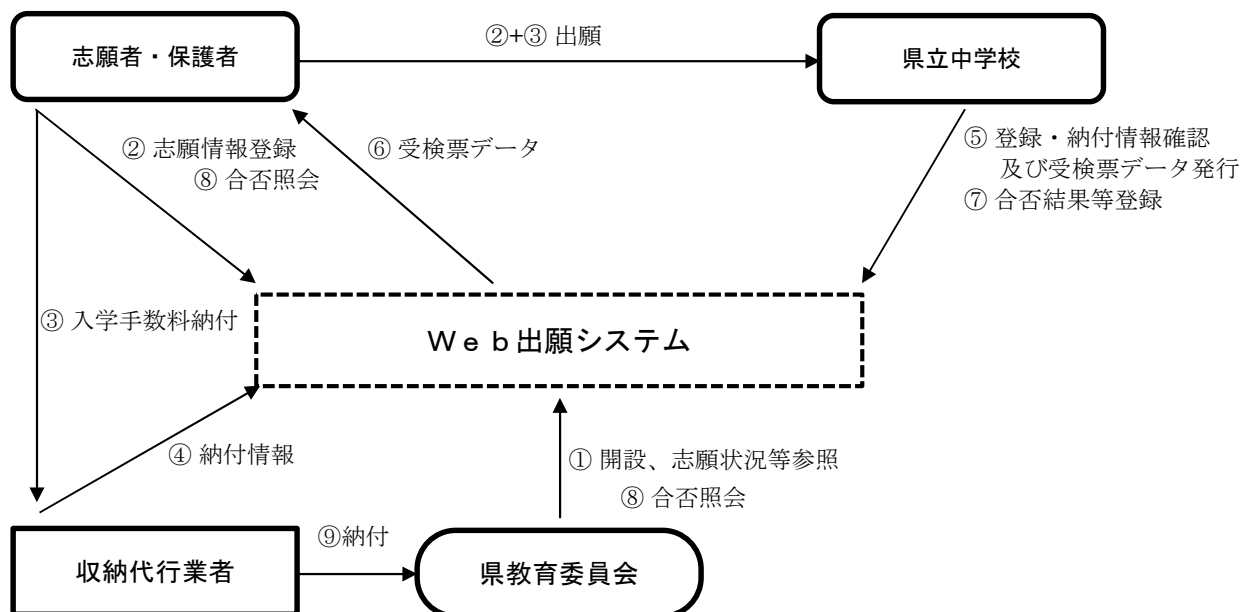 ②+③ 出願
志願者・保護者
県立中学校
② 志願情報登録
⑧ 合否照会
⑥ 受検票データ
⑤ 登録・納付情報確認
及び受検票データ発行
⑦ 合否結果等登録
③ 入学手数料納付
Ｗｅｂ出願システム
④ 納付情報
① 開設、志願状況等参照
⑧ 合否照会
⑨納付
収納代行業者
県教育委員会